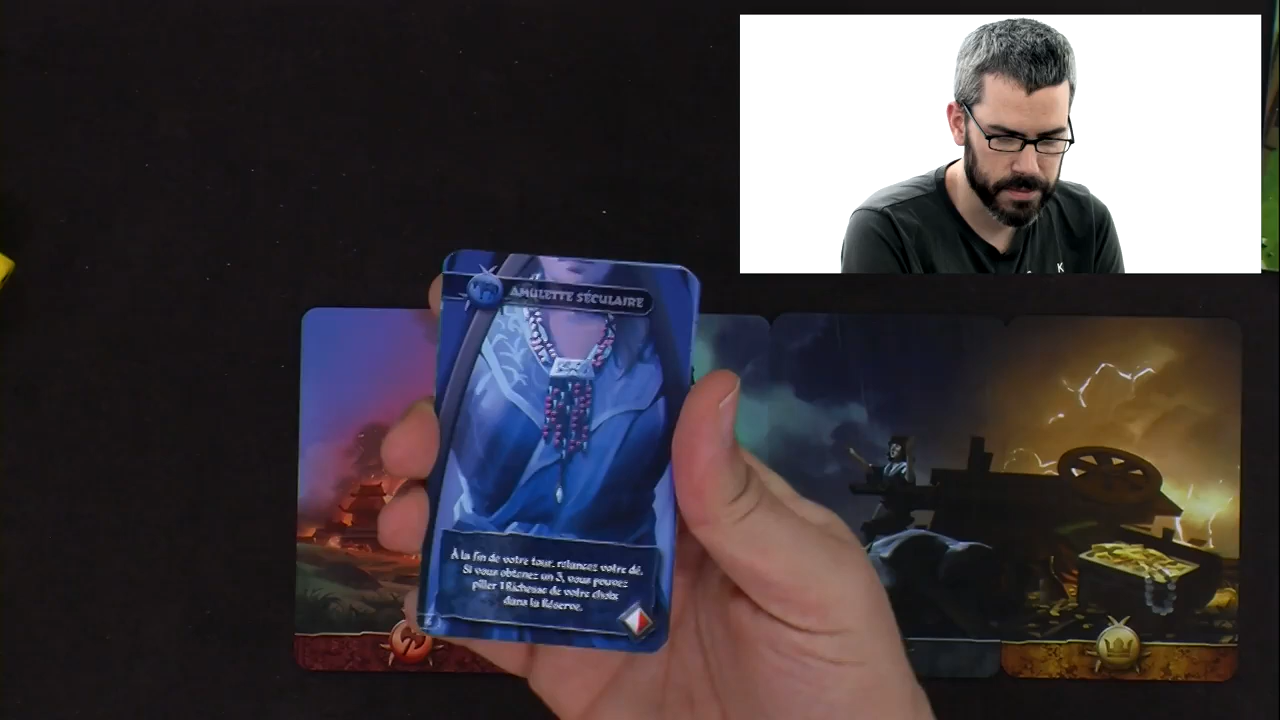 AMULETTE SÉCULAIRE
À la fin de votre tour, relancez votre dé.
Si vous obtenez un 3, vous pouvez
piller 1 Richesse de votre choix
dans la Réserve.
K